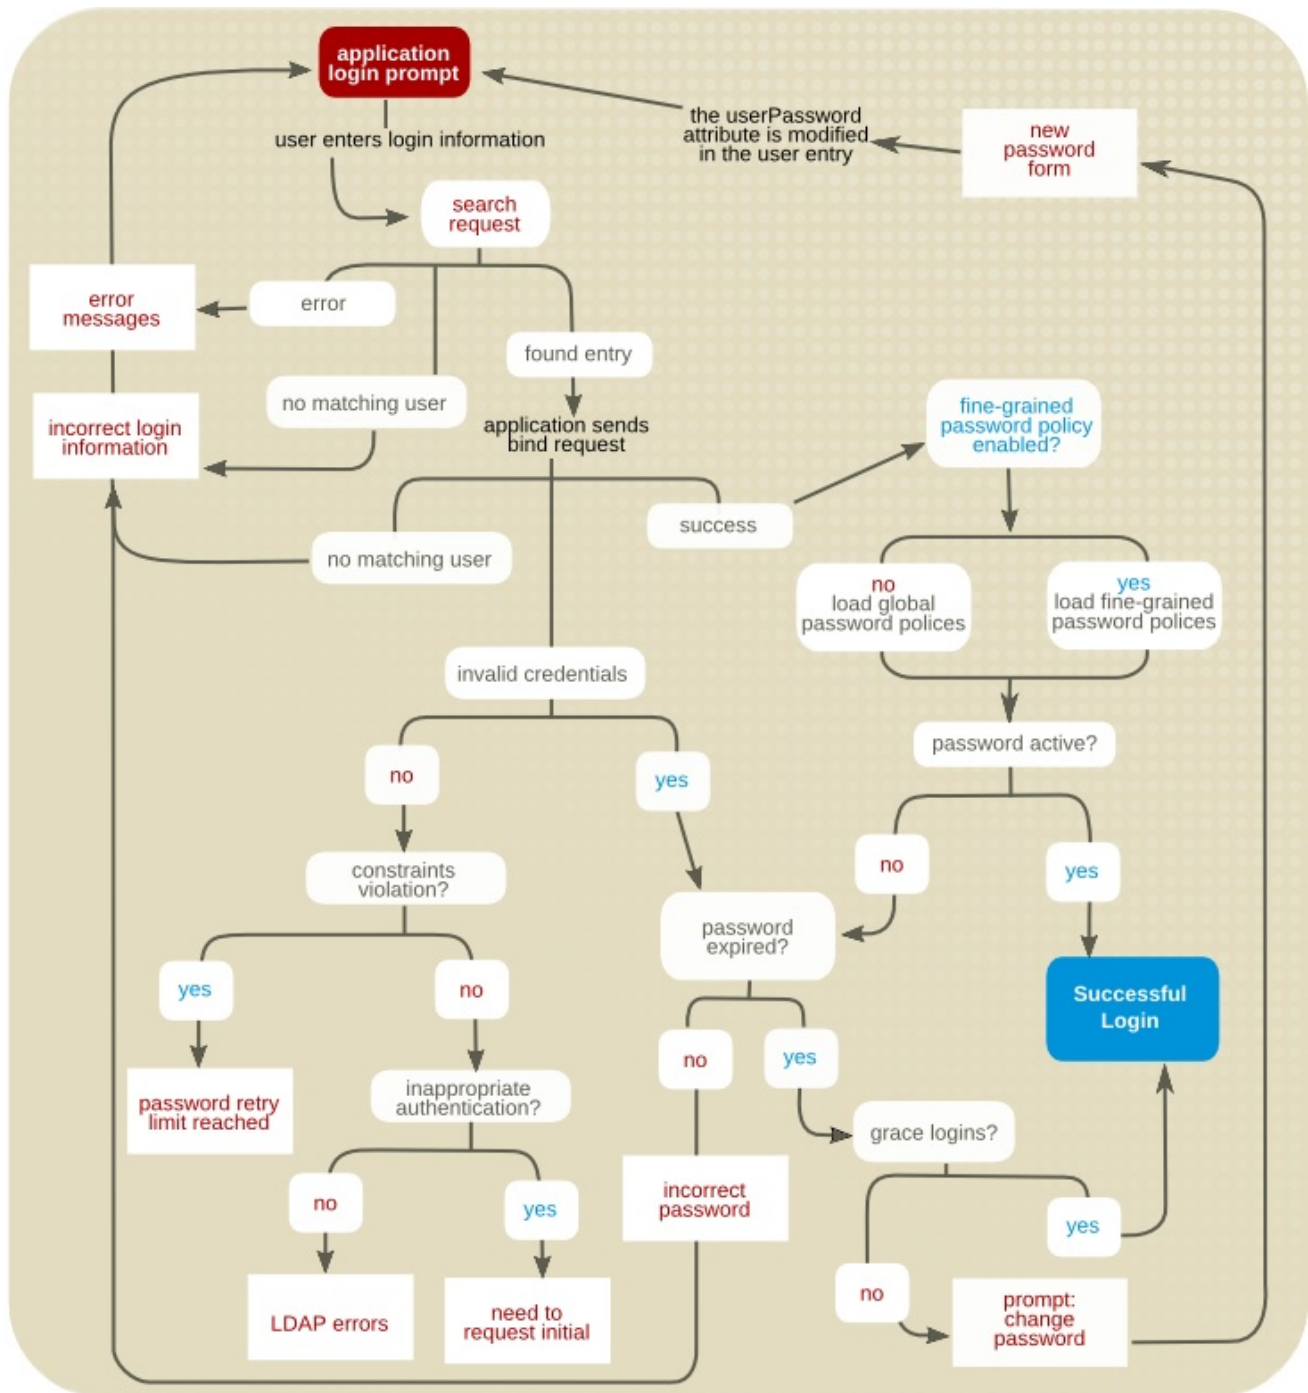 application
login prompt
user enters login information
the userPassword
attribute is modified
in the user entry
new
password
form
search
request
error
messages
error
found entry
no matching user
incorrect login
information
application sends
bind request
fine-grained
password policy
enabled?
success
no matching user
no
load global
password polices
yes
load fine-grained
password polices
invalid credentials
password active?
no
yes
no
yes
constraints
violation?
password
expired?
yes
no
Successful
Login
no
yes
password retry
limit reached
inappropriate
authentication?
grace logins?
no
yes
incorrect
password
yes
no
LDAP errors
need to
request initial
prompt:
change
password